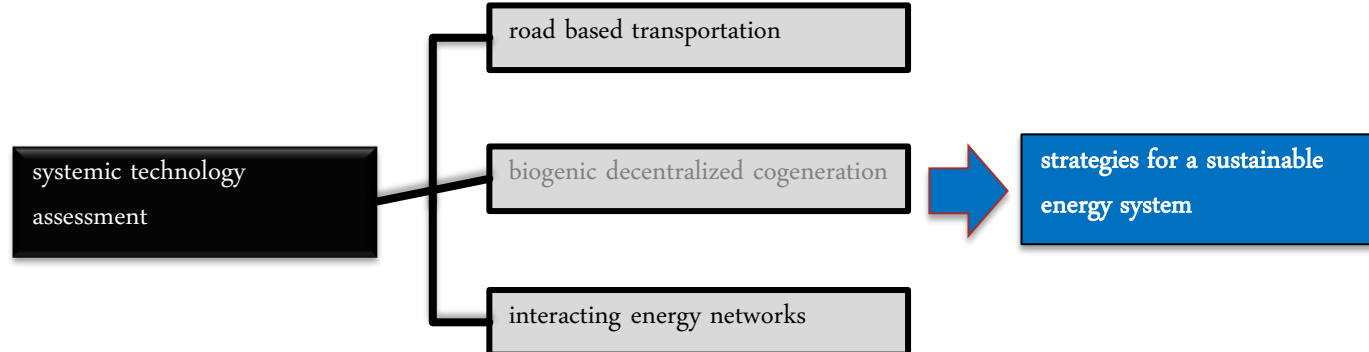 road based transportation
systemic technology
assessment
biogenic decentralized cogeneration
strategies for a sustainable
energy system
interacting energy networks